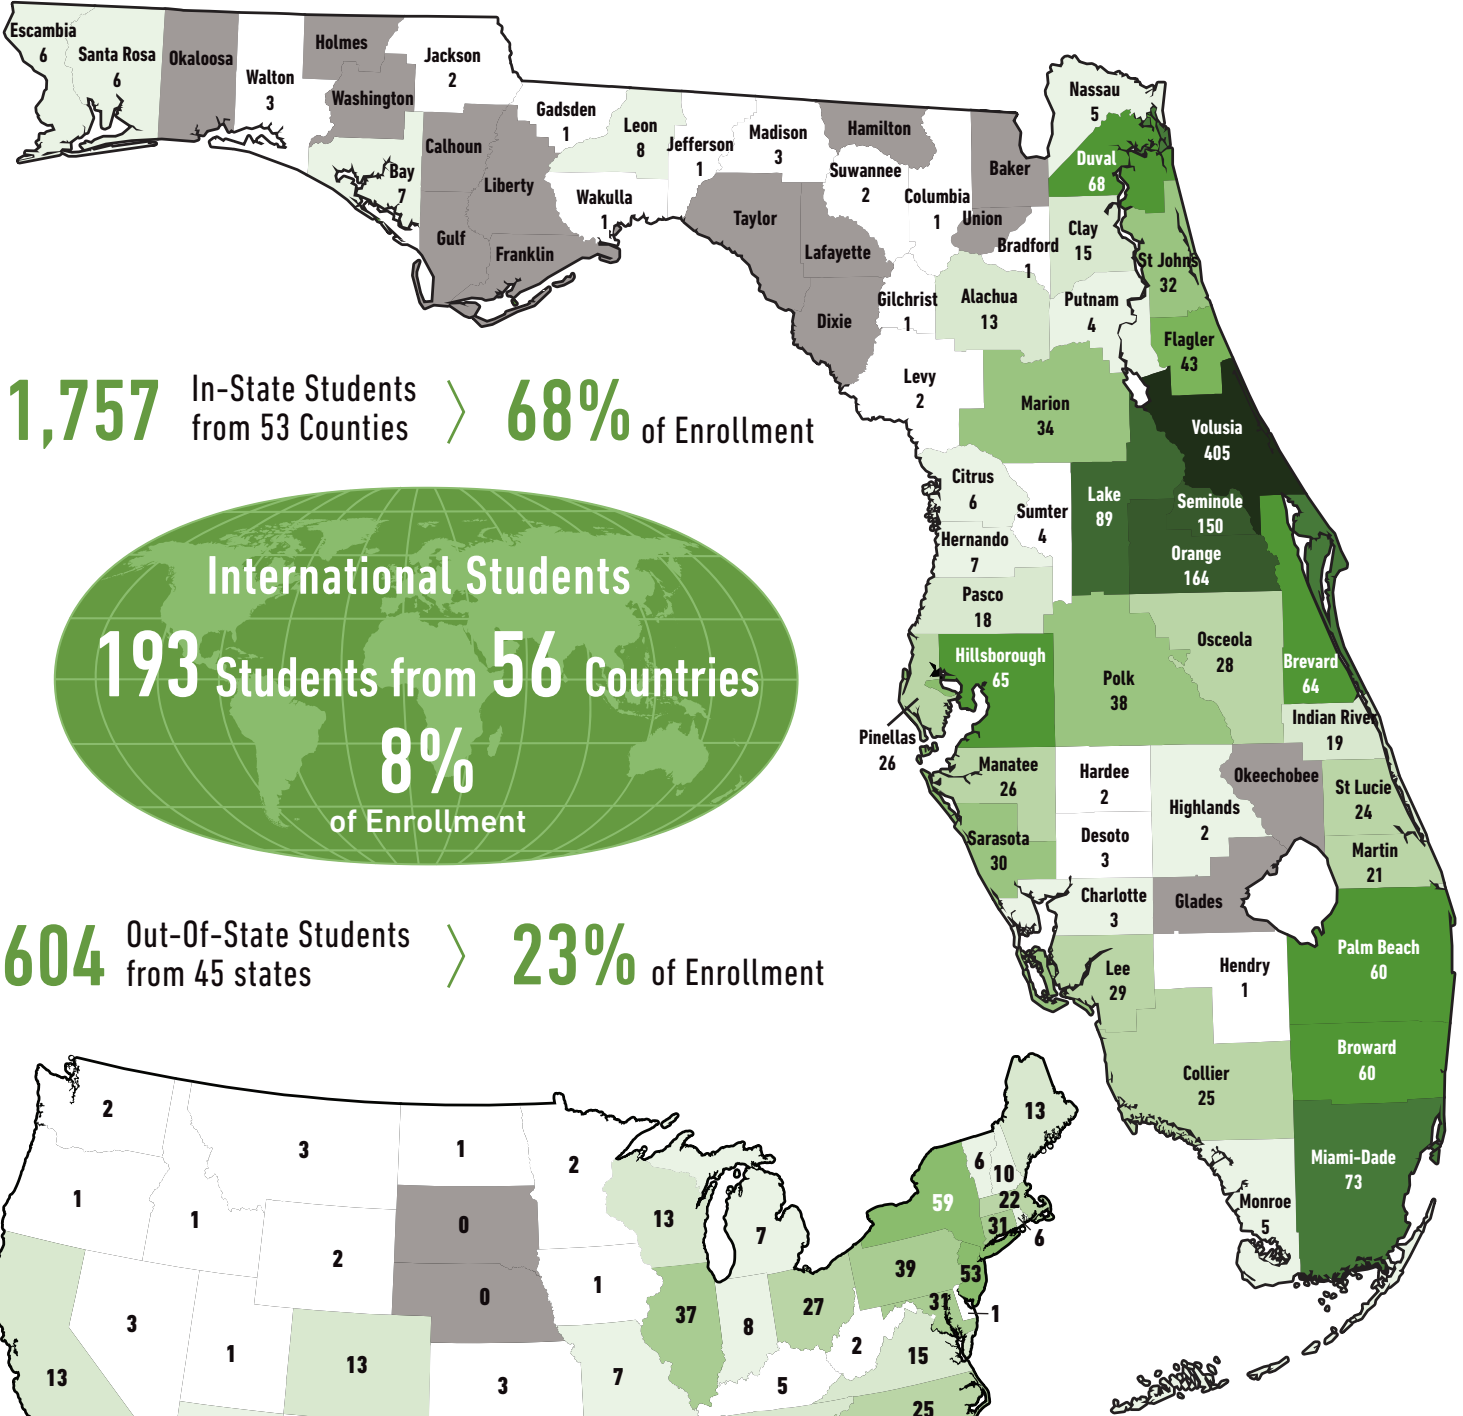 Escambia
6
Santa Rosa
6
Okaloosa
Walton
3
Holmes
Washington
Jackson
2
Bay
7
Calhoun
Gulf
Liberty
Franklin
Gadsden
1
Leon
8
Wakulla
1
Jefferson
1
Madison
3
Taylor
Hamilton
Suwannee
2
Lafayette
Dixie
Columbia
1
Gilchrist
1
Baker
Union
Bradford
1
Alachua
13
Levy
2
Nassau
5
Duval
68
Clay
15
St Johns
32
Putnam
4
Flagler
43
Marion
34
Volusia
405
Citrus
6
Sumter
4
Lake
89
Seminole
150
Orange
164
Hernando
7
Pasco
18
Hillsborough
65
Pinellas
26
Polk
38
Osceola
28
Brevard
64
Indian River
19
Manatee
26
Hardee
2
Highlands
2
Okeechobee
St Lucie
24
Sarasota
30
Desoto
3
Martin
21
Charlotte
3
Glades
Lee
29
Hendry
1
Palm Beach
60
Collier
25
Broward
60
Monroe
5
Miami-Dade
73
1,757
In-State Students
from 53 Counties
68% of Enrollment
International Students
193 Students from 56 Countries
8%
of Enrollment
604
Out-Of-State Students
from 45 states
23% of Enrollment
2
3
1
2
1
1
2
0
0
13
7
13
6
10
59
22
31
6
39
53
31
1
1
37
8
27
2
15
3
1
13
13
3
7
5
25